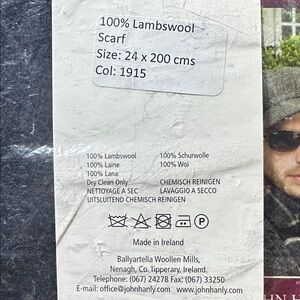 100% Lambswool
Scarf
Size: 24 x 200 cms
Col: 1915
100% Lambswool
100% Laine
100% Lana
Dry Clean Only
NETTOYAGE A SEC
UITSLUITEND CHEMISCH REINIGEN
100% Schurwolle
100% Wol
CHEMISCH REINIGEN
LAVAGGIO A SECCO
P
Made in Ireland
Ballyartella Woollen Mills,
Nenagh, Co. Tipperary, Ireland.
Telephone: (067) 24278 Fax: (067) 33250
E-mail: office@johnhanly.com www.johnhanly.com
HN H